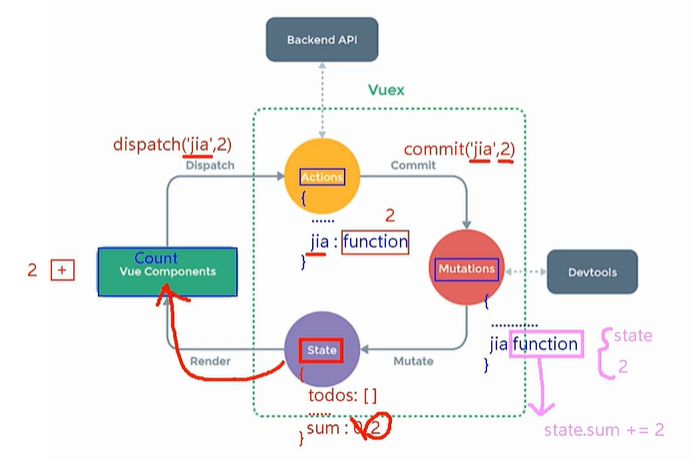 Backend API
Vuex
dispatch('jia',2)
commit('jia',2)
Dispatch
Commit
Actions
{
......
2
jia : function
}
Count
Vue Components
2 +
Mutations
Devtools
{
...........
jia function
}
{ state
2
State
Render
Mutate
{
todos: [ ]
.....
sum : 0 2
}
state.sum += 2